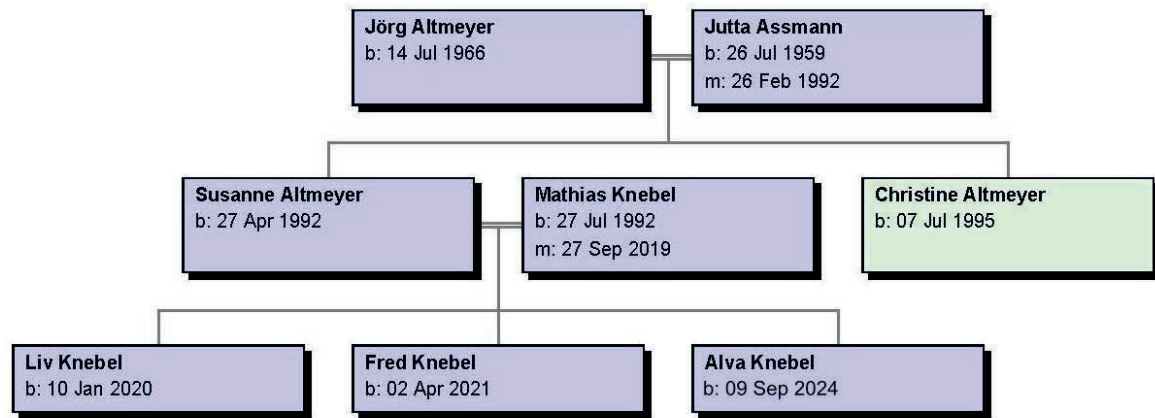 Jörg Altmeyer
b: 14 Jul 1966
Jutta Assmann
b: 26 Jul 1959
m: 26 Feb 1992
Susanne Altmeyer
b: 27 Apr 1992
Mathias Knebel
b: 27 Jul 1992
m: 27 Sep 2019
Christine Altmeyer
b: 07 Jul 1995
Liv Knebel
b: 10 Jan 2020
Fred Knebel
b: 02 Apr 2021
Alva Knebel
b: 09 Sep 2024